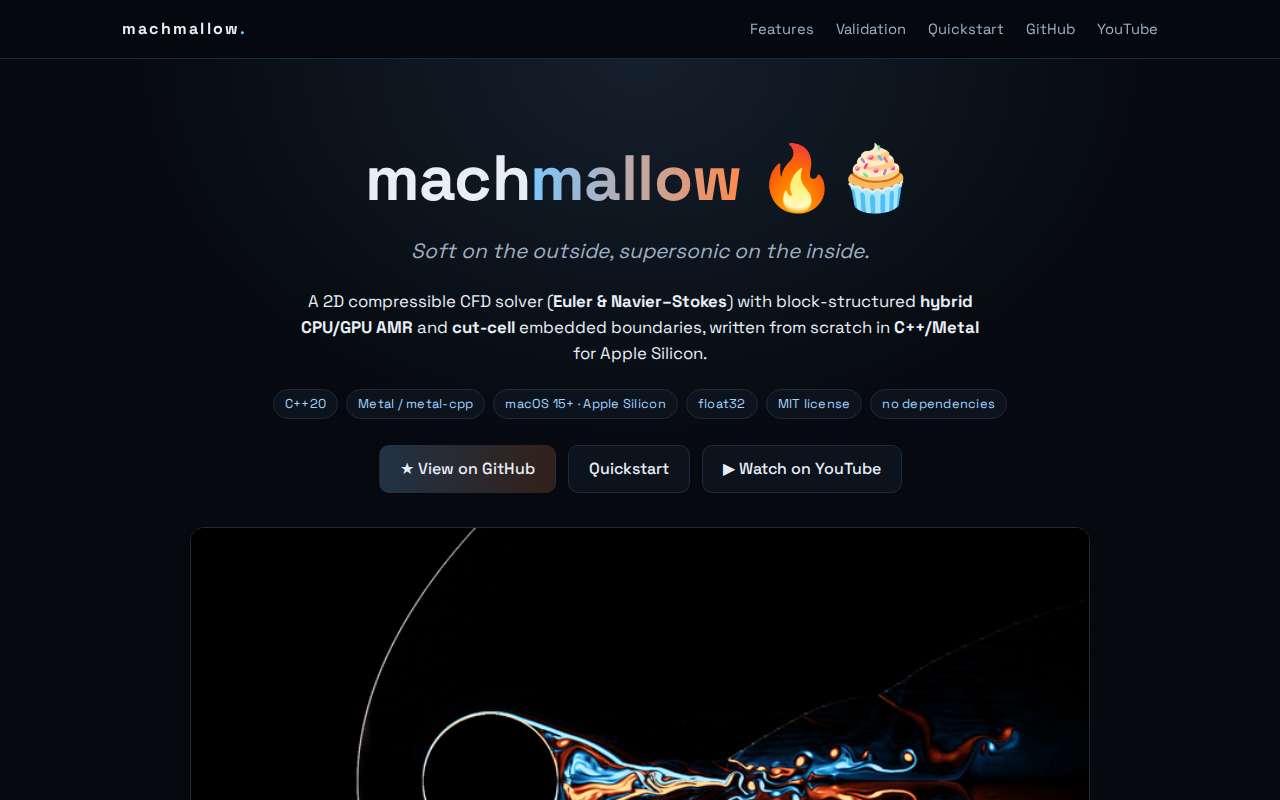 machmallow.
Features Validation Quickstart GitHub YouTube
machmallow 🔥🧁
Soft on the outside, supersonic on the inside.
A 2D compressible CFD solver (Euler & Navier–Stokes) with block-structured hybrid
CPU/GPU AMR and cut-cell embedded boundaries, written from scratch in C++/Metal
for Apple Silicon.
C++20 Metal / metal-cpp macOS 15+ · Apple Silicon float32 MIT license no dependencies
★ View on GitHub Quickstart ▶ Watch on YouTube